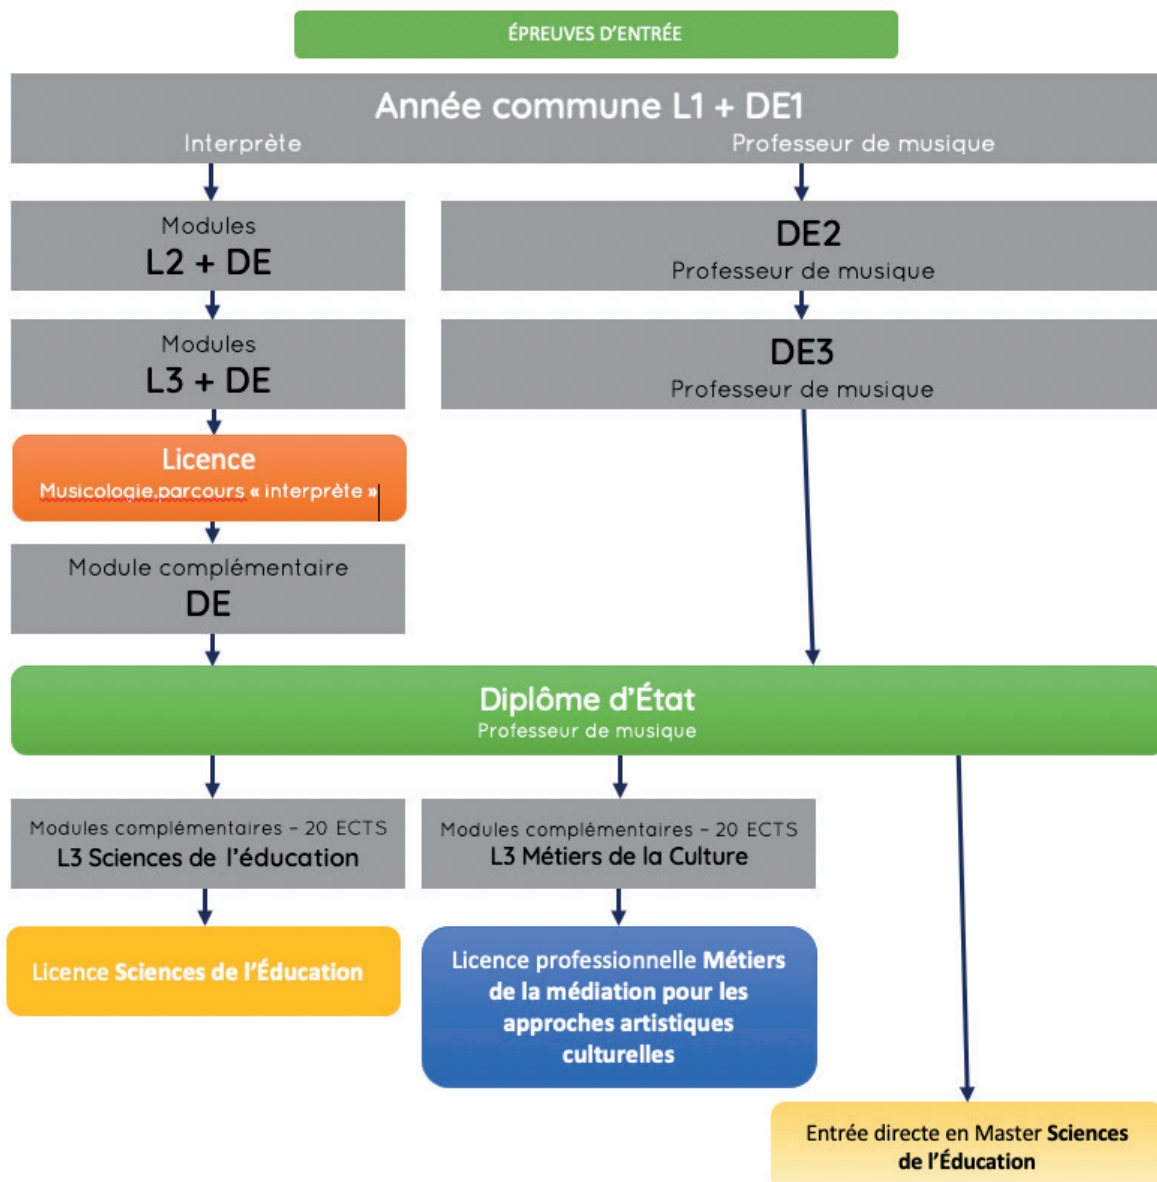 ÉPREUVES D'ENTRÉE
Année commune L1 + DE1
Interprète
Professeur de musique
Modules
L2 + DE
DE2
Professeur de musique
Modules
L3 + DE
DE3
Professeur de musique
Licence
Musicologie.parcours « interprète »
Module complémentaire
DE
Diplôme d'État
Professeur de musique
Modules complémentaires – 20 ECTS
L3 Sciences de l'éducation
Modules complémentaires – 20 ECTS
L3 Métiers de la Culture
Licence Sciences de l'Éducation
Licence professionnelle Métiers
de la médiation pour les
approches artistiques
culturelles
Entrée directe en Master Sciences
de l'Éducation